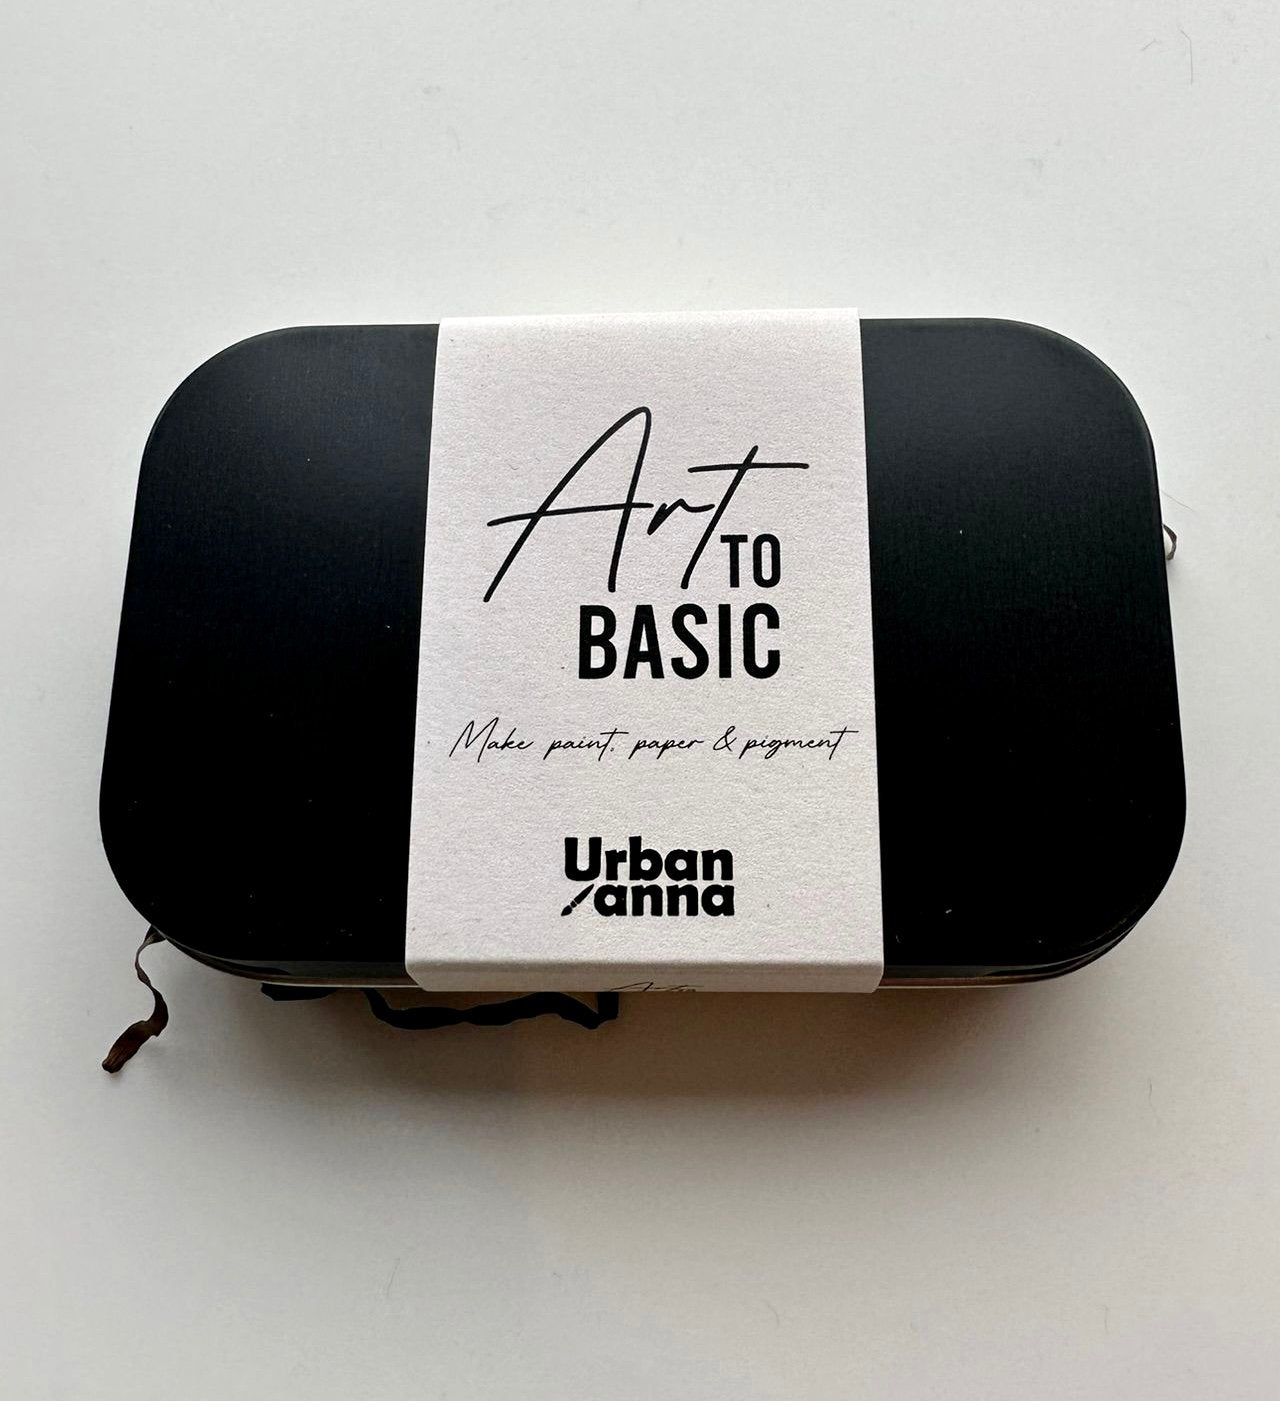 Art TO
BASIC
Make paint, paper & pigment
Urban
anna